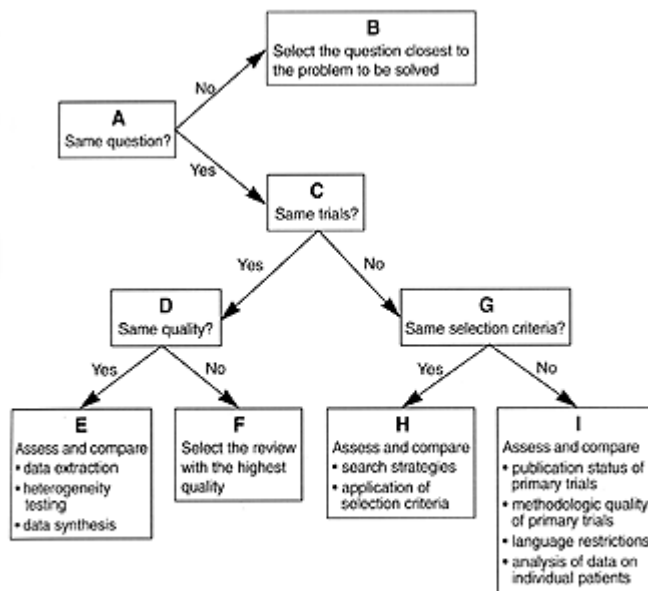 B
Select the question closest to
the problem to be solved
No
A
Same question?
Yes
C
Same trials?
Yes
No
D
Same quality?
G
Same selection criteria?
Yes
No
Yes
No
E
Assess and compare
• data extraction
• heterogeneity
testing
• data synthesis
F
Select the review
with the highest
quality
H
Assess and compare
• search strategies
• application of
selection criteria
I
Assess and compare
• publication status of
primary trials
• methodologic quality
of primary trials
• language restrictions
• analysis of data on
individual patients